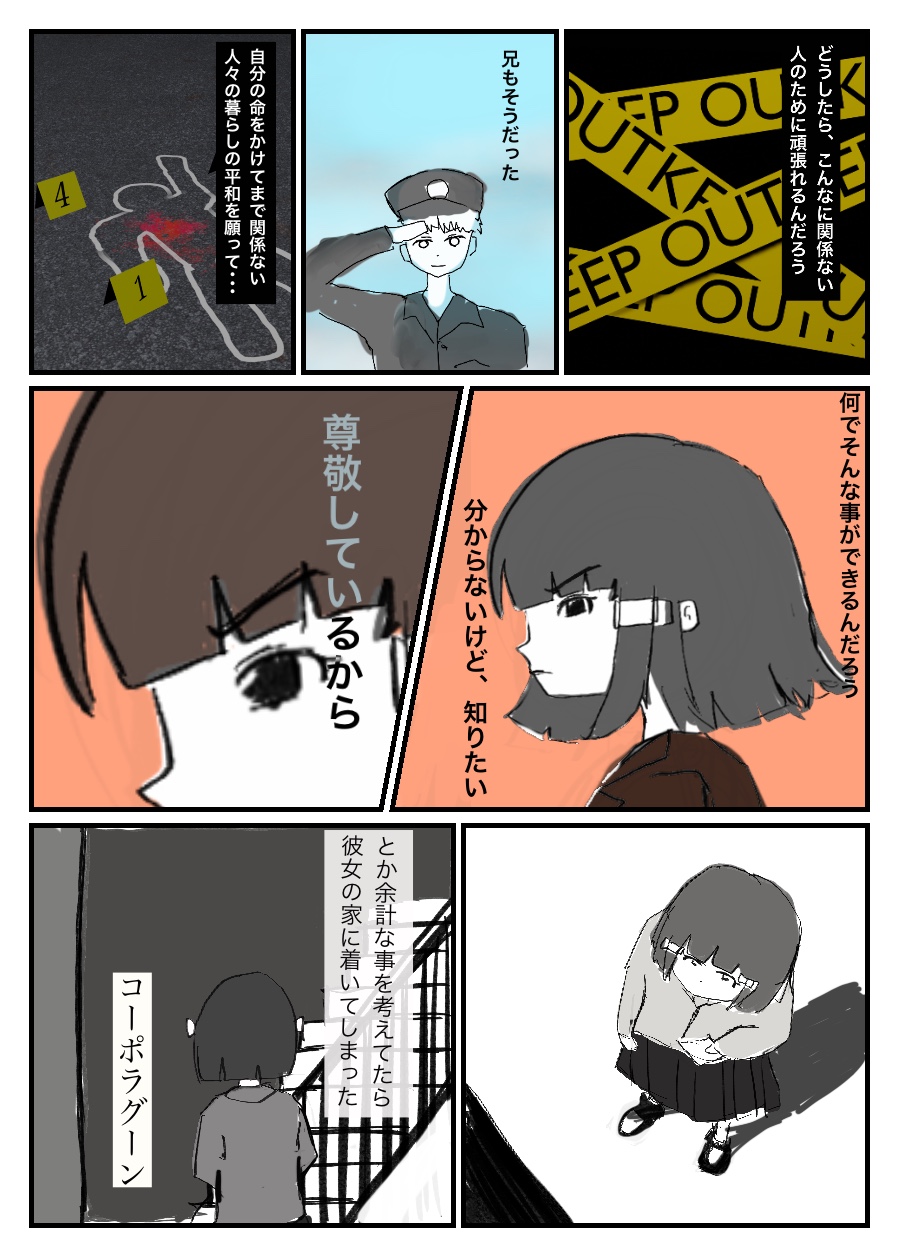 どうしたら、こんなに関係ない
人のために頑張れるんだろう
KEEP OUT
兄もそうだった
自分の命をかけてまで関係ない
人々の暮らしの平和を願って・・・
4
1
何でそんな事ができるんだろう
分からないけど、知りたい
尊敬しているから
とか余計な事を考えてたら
彼女の家に着いてしまった
コーポラグーン